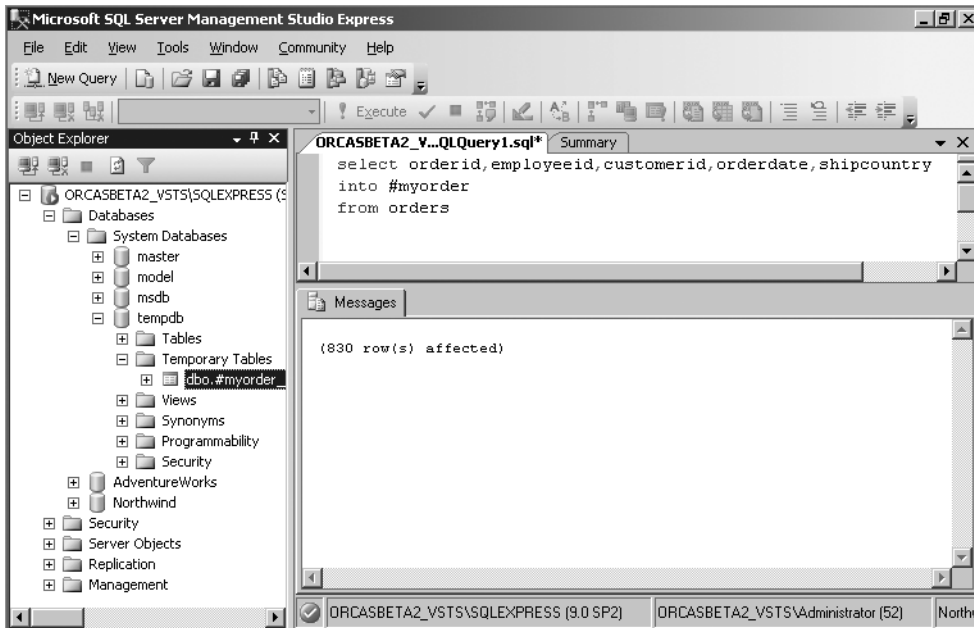 Microsoft SQL Server Management Studio Express
File Edit View Tools Window Community Help
New Query
Execute
Object Explorer
ORCASBETA2_VSTS\SQLEXPRESS (S
Databases
System Databases
master
model
msdb
tempdb
Tables
Temporary Tables
dbo.#myorder_
Views
Synonyms
Programmability
Security
AdventureWorks
Northwind
Security
Server Objects
Replication
Management
ORCASBETA2_V...QLQuery1.sql* Summary
select orderid,employeeid,customerid,orderdate,shipcountry
into #myorder
from orders
Messages
(830 row(s) affected)
ORCASBETA2_VSTS\SQLEXPRESS (9.0 SP2) ORCASBETA2_VSTS\Administrator (52) North